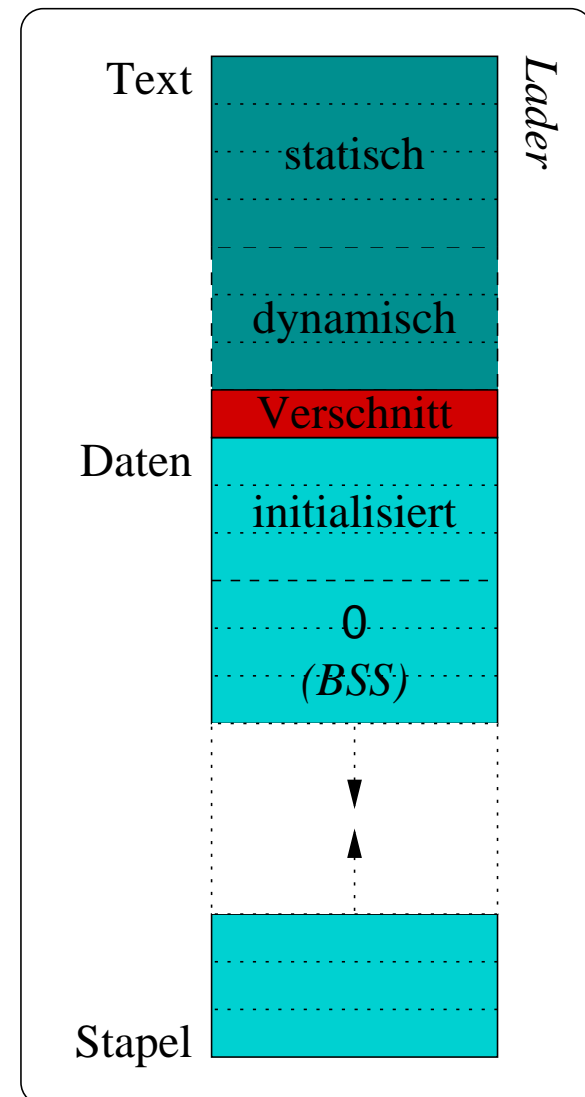 Text
Lader
statisch
dynamisch
Verschnitt
Daten
initialisiert
0
(BSS)
Stapel